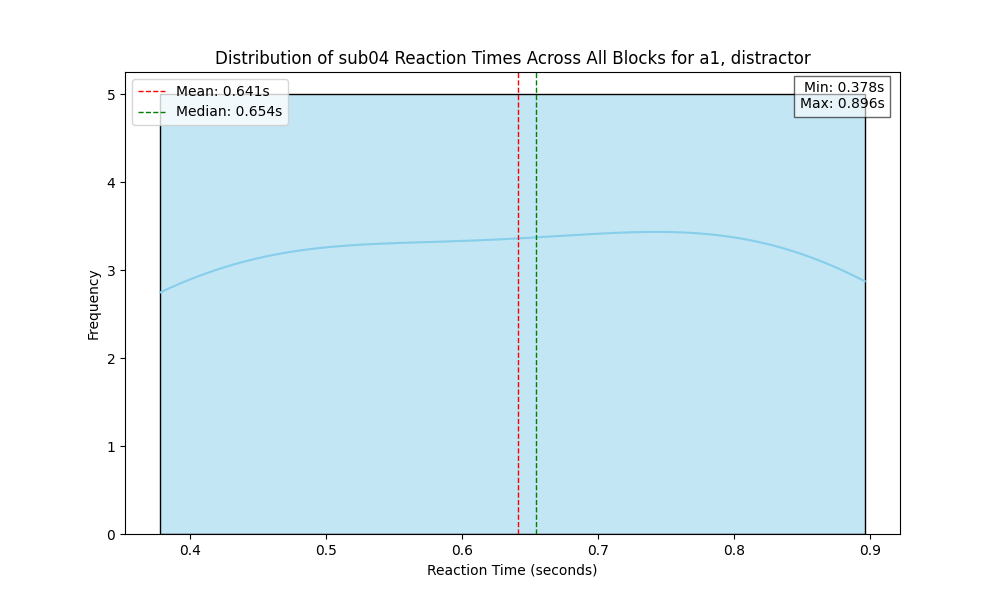 Distribution of sub04 Reaction Times Across All Blocks for a1, distractor
Mean: 0.641s
Median: 0.654s
Min: 0.378s
Max: 0.896s
5
4
3
2
1
0
Frequency
0.4 0.5 0.6 0.7 0.8 0.9
Reaction Time (seconds)